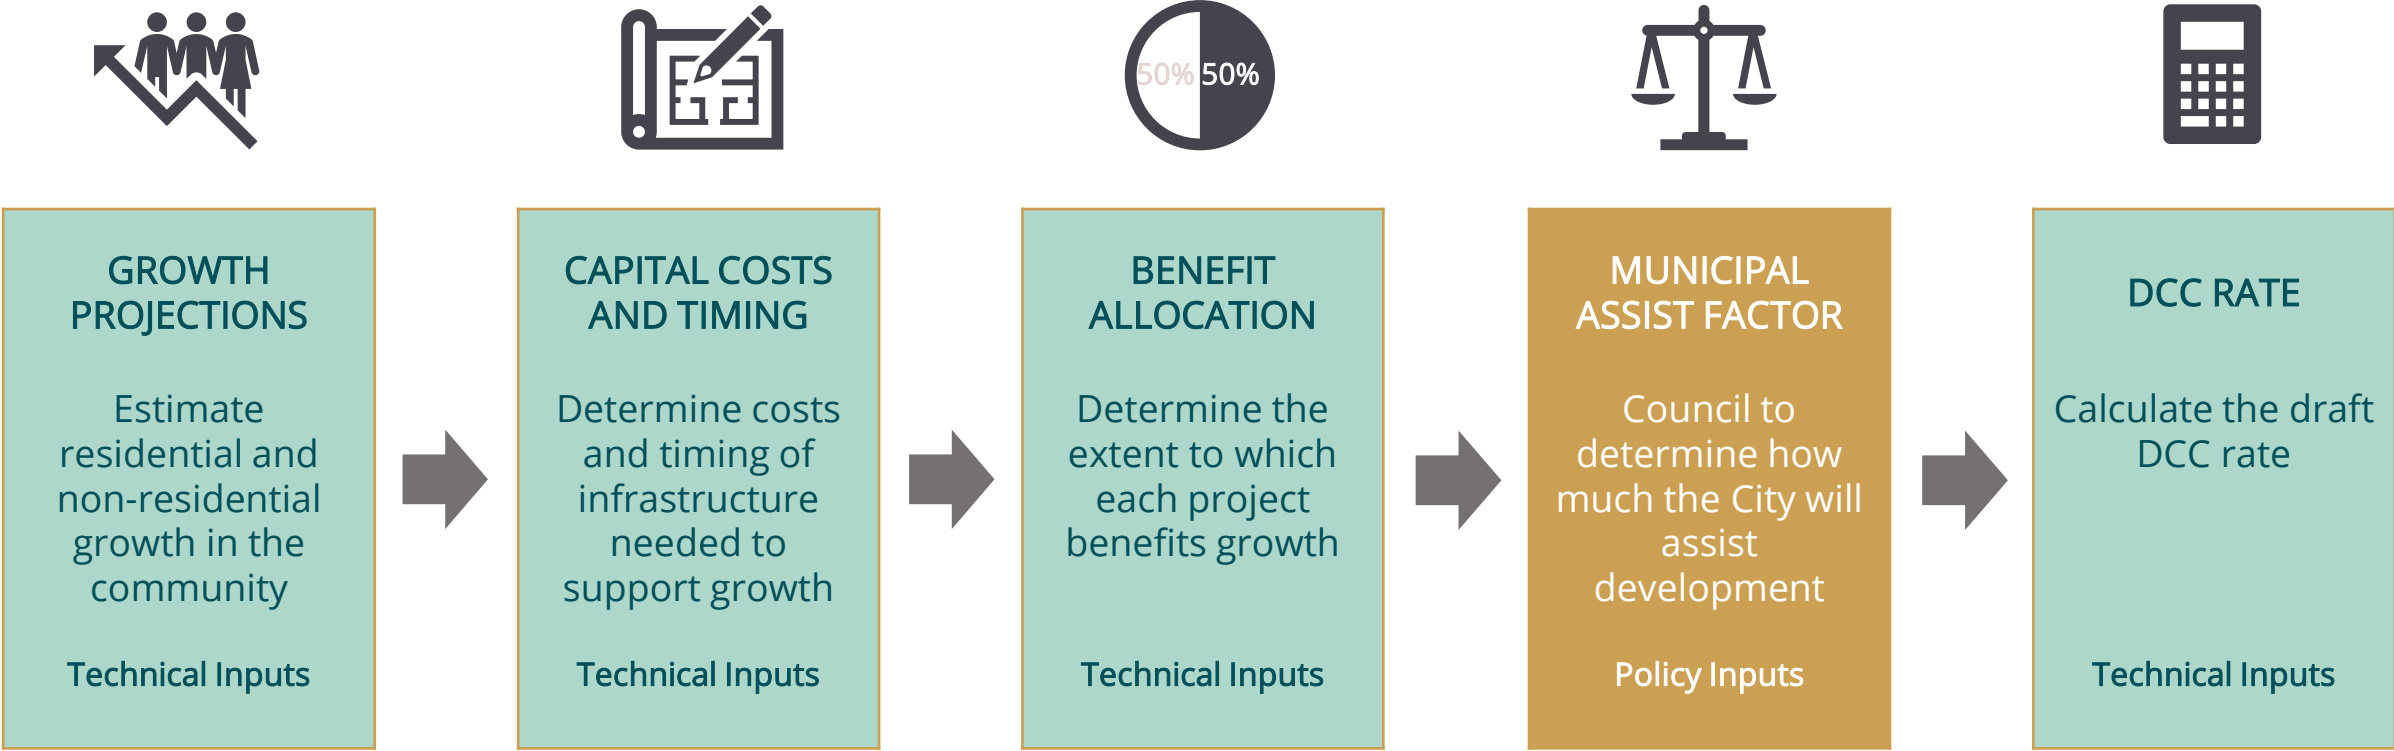 50% 50%
GROWTH
PROJECTIONS
Estimate
residential and
non-residential
growth in the
community
Technical Inputs
CAPITAL COSTS
AND TIMING
Determine costs
and timing of
infrastructure
needed to
support growth
Technical Inputs
BENEFIT
ALLOCATION
Determine the
extent to which
each project
benefits growth
Technical Inputs
MUNICIPAL
ASSIST FACTOR
Council to
determine how
much the City will
assist
development
Policy Inputs
DCC RATE
Calculate the draft
DCC rate
Technical Inputs